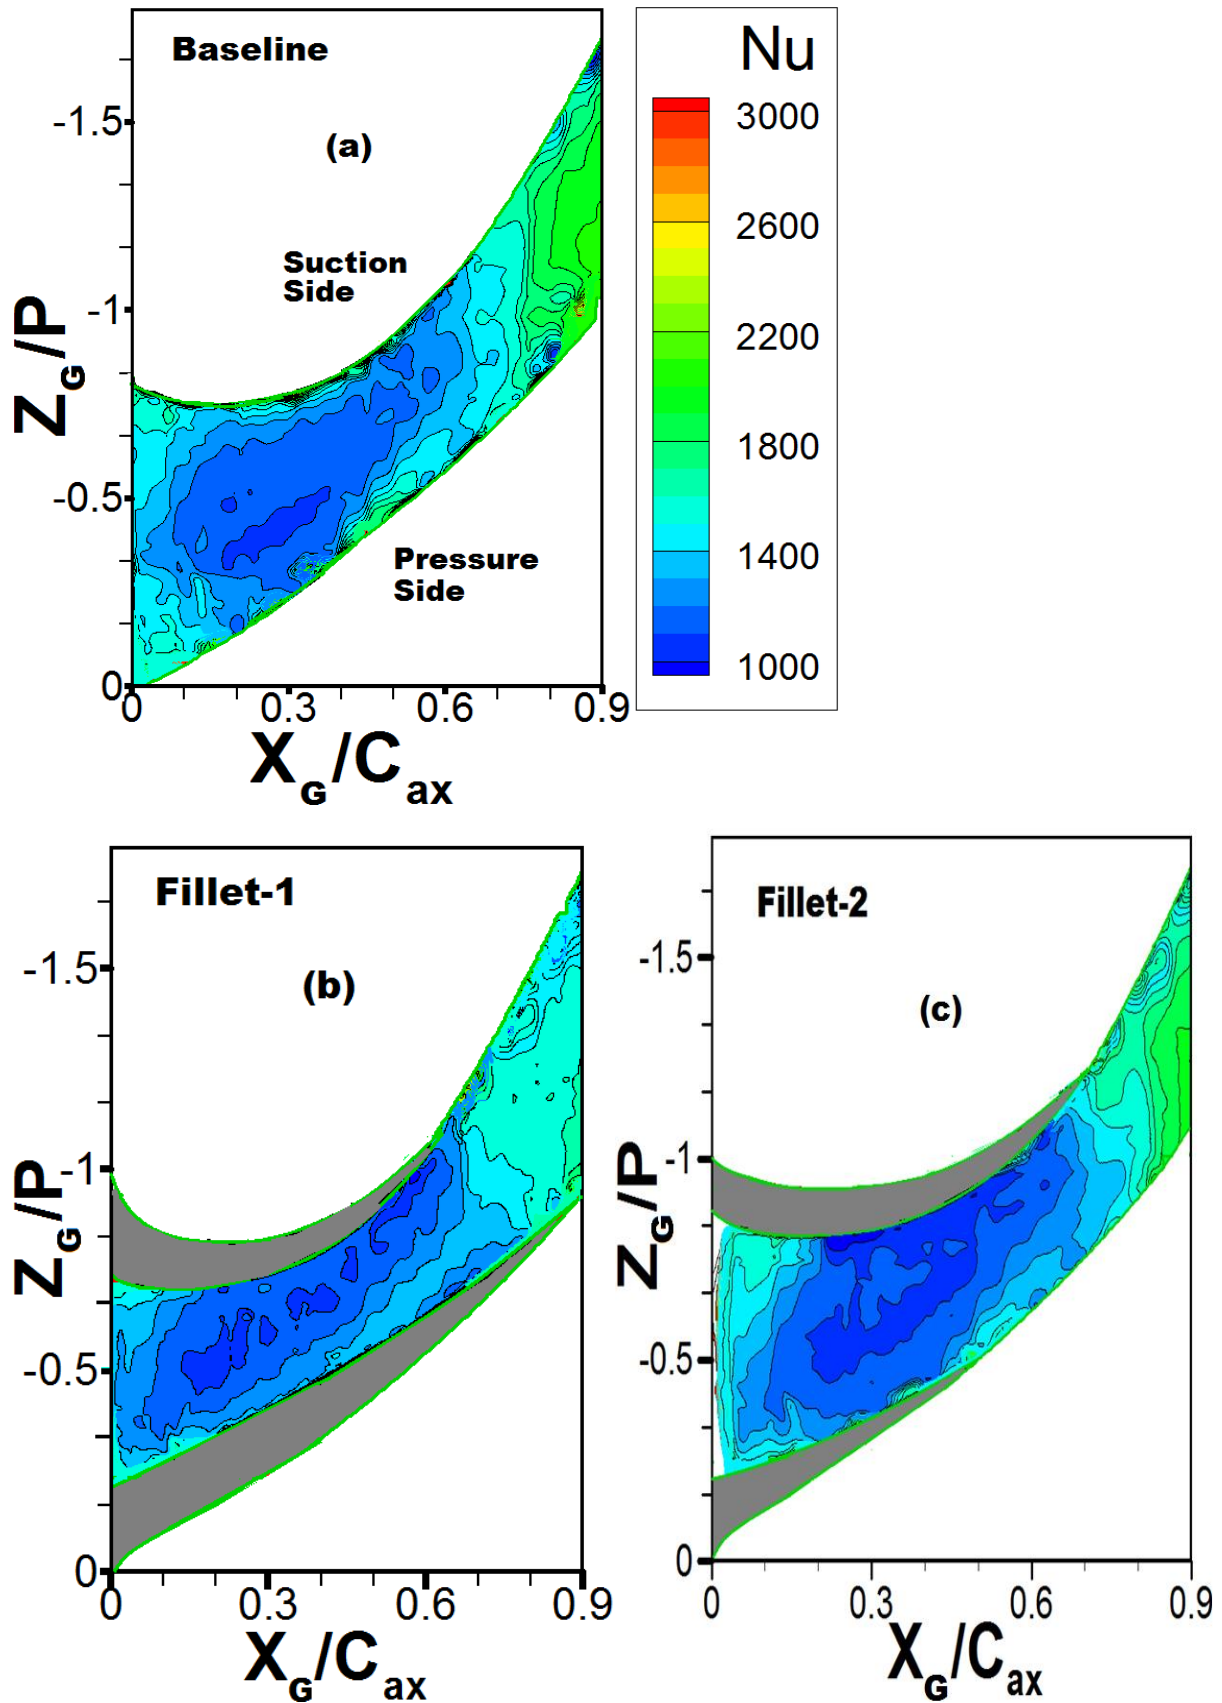 Baseline
(a)
Suction
Side
Pressure
Side
-1.5
-1
-0.5
0
Z_G/P
0 0.3 0.6 0.9
X_G/C_ax
Nu
3000
2600
2200
1800
1400
1000
Fillet-1
(b)
-1.5
-1
-0.5
0
Z_G/P
0 0.3 0.6 0.9
X_G/C_ax
Fillet-2
(c)
-1.5
-1
-0.5
0
Z_G/P
0 0.3 0.6 0.9
X_G/C_ax